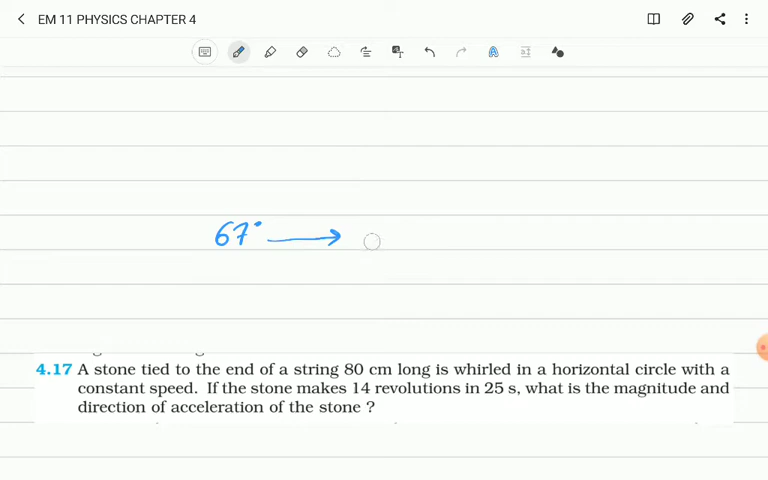 EM 11 PHYSICS CHAPTER 4
67° →
4.17 A stone tied to the end of a string 80 cm long is whirled in a horizontal circle with a
constant speed. If the stone makes 14 revolutions in 25 s, what is the magnitude and
direction of acceleration of the stone ?